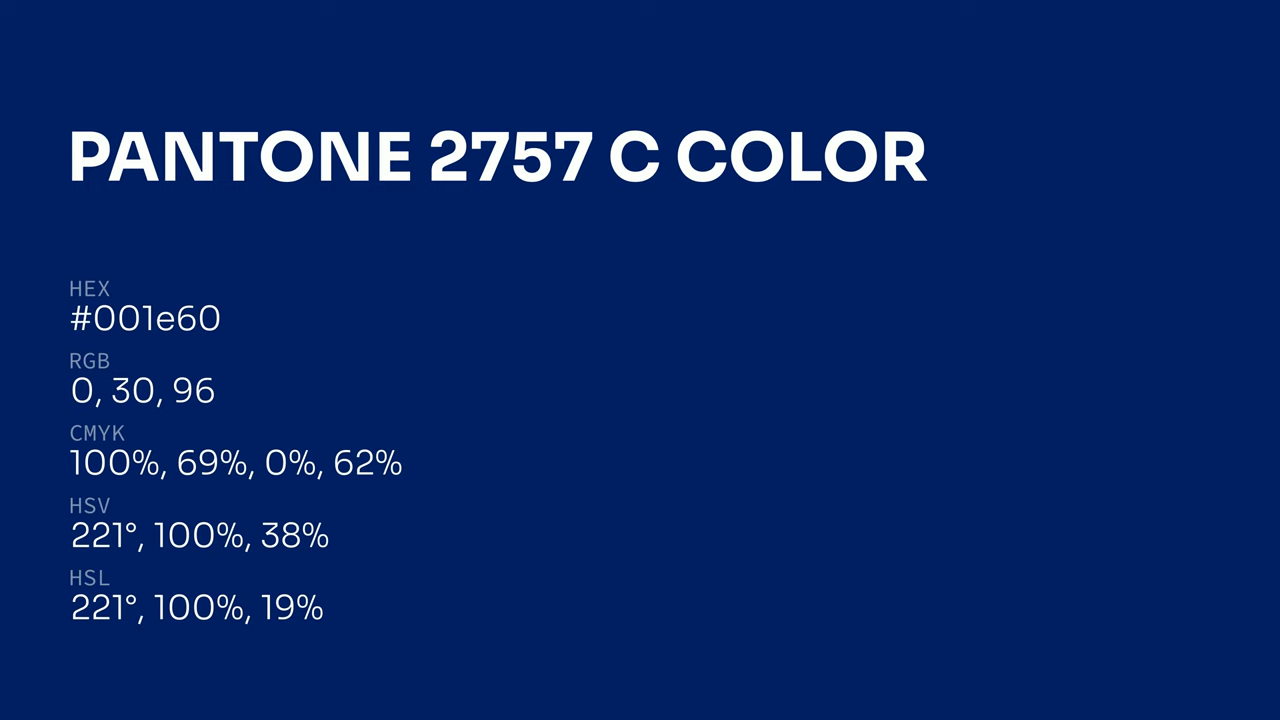 PANTONE 2757 C COLOR
HEX
#001e60
RGB
0, 30, 96
CMYK
100%, 69%, 0%, 62%
HSV
221°, 100%, 38%
HSL
221°, 100%, 19%